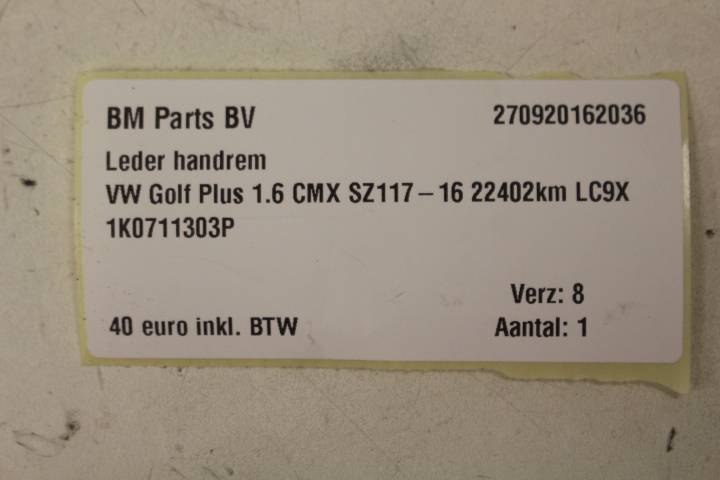 BM Parts BV 270920162036
Leder handrem
VW Golf Plus 1.6 CMX SZ117-16 22402km LC9X
1K0711303P
Verz: 8
40 euro inkl. BTW Aantal: 1